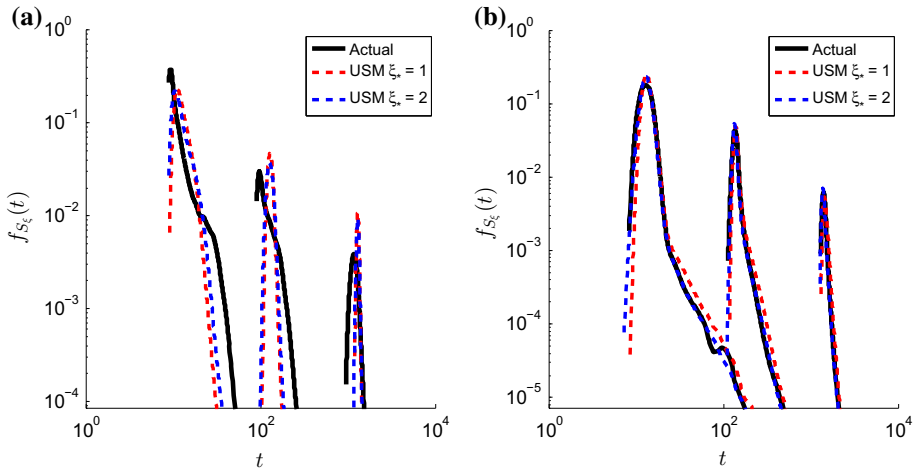 (a)
10^0
10^-1
10^-2
10^-3
10^-4
f_{S_ξ}(t)
10^0
10^2
10^4
t
Actual
USM ξ⋆ = 1
USM ξ⋆ = 2
(b)
10^0
10^-1
10^-2
10^-3
10^-4
10^-5
f_{S_ξ}(t)
10^0
10^2
10^4
t
Actual
USM ξ⋆ = 1
USM ξ⋆ = 2